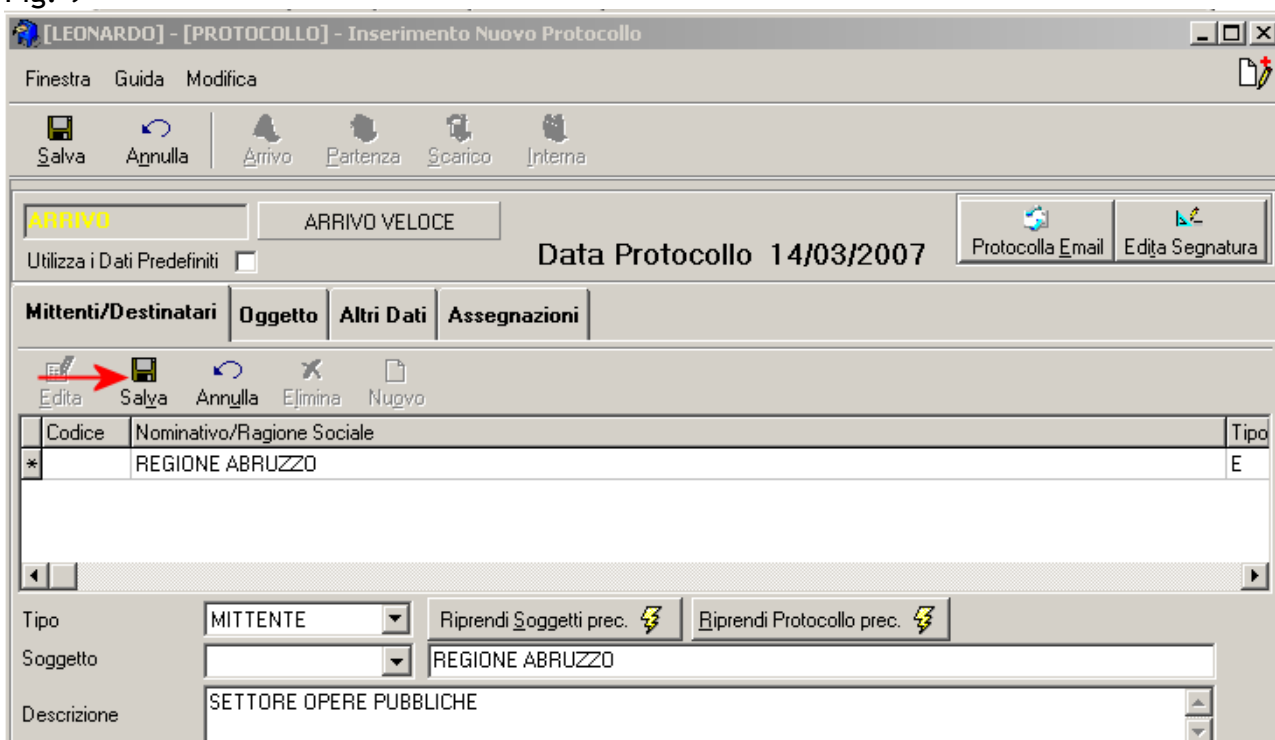 [LEONARDO] - [PROTOCOLLO] - Inserimento Nuovo Protocollo
Finestra Guida Modifica
Salva Annulla Arrivo Partenza Scarico Interna
ARRIVO ARRIVO VELOCE
Utilizza i Dati Predefiniti Data Protocollo 14/03/2007 Protocolla Email Edita Segnatura
Mittenti/Destinatari Oggetto Altri Dati Assegnazioni
Edita Salva Annulla Elimina Nuovo
Codice Nominativo/Ragione Sociale Tipo
* REGIONE ABRUZZO E
Tipo MITTENTE Riprendi Soggetti prec. Riprendi Protocollo prec.
Soggetto REGIONE ABRUZZO
Descrizione SETTORE OPERE PUBBLICHE